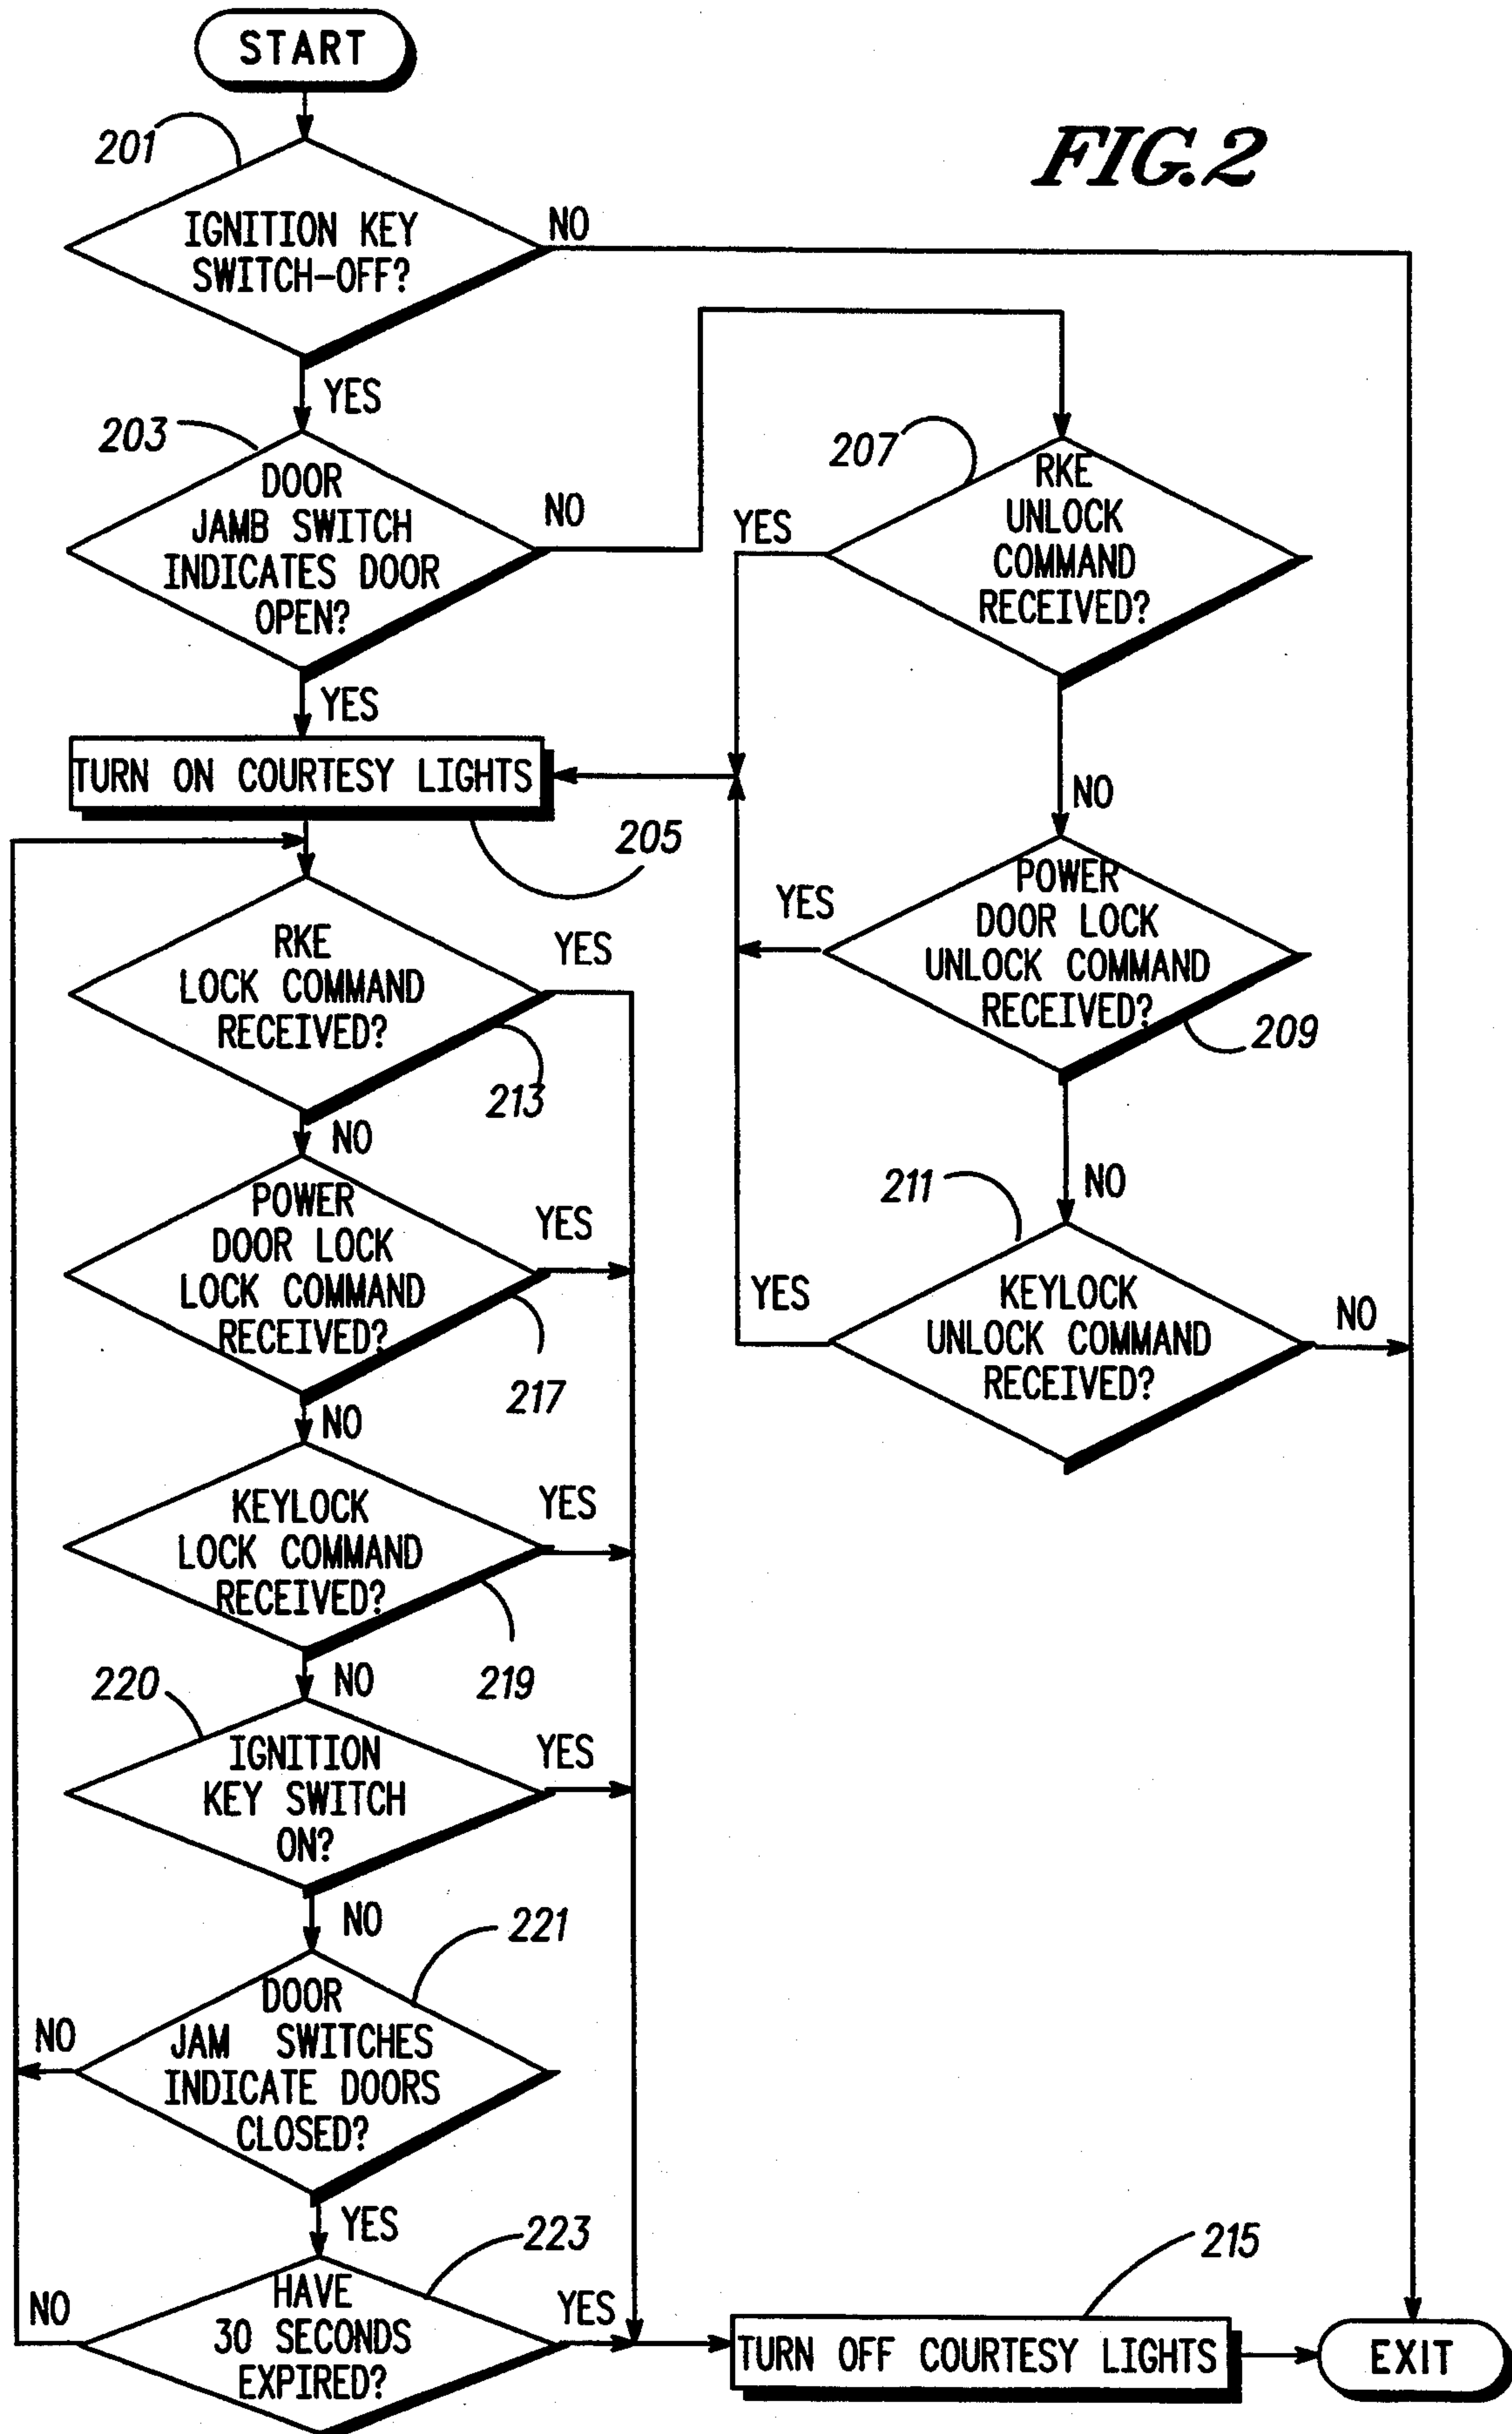 START
FIG.2
201
IGNITION KEY
SWITCH-OFF?
NO
YES
203
DOOR
JAMB SWITCH
INDICATES DOOR
OPEN?
NO
YES
207
RKE
UNLOCK
COMMAND
RECEIVED?
YES
NO
TURN ON COURTESY LIGHTS
205
POWER
DOOR LOCK
UNLOCK COMMAND
RECEIVED?
YES
209
NO
211
KEYLOCK
UNLOCK COMMAND
RECEIVED?
YES
NO
RKE
LOCK COMMAND
RECEIVED?
YES
213
NO
POWER
DOOR LOCK
LOCK COMMAND
RECEIVED?
YES
217
NO
KEYLOCK
LOCK COMMAND
RECEIVED?
YES
219
NO
220
IGNITION
KEY SWITCH
ON?
YES
NO
221
DOOR
JAM SWITCHES
INDICATE DOORS
CLOSED?
NO
YES
223
HAVE
30 SECONDS
EXPIRED?
NO
YES
215
TURN OFF COURTESY LIGHTS
EXIT